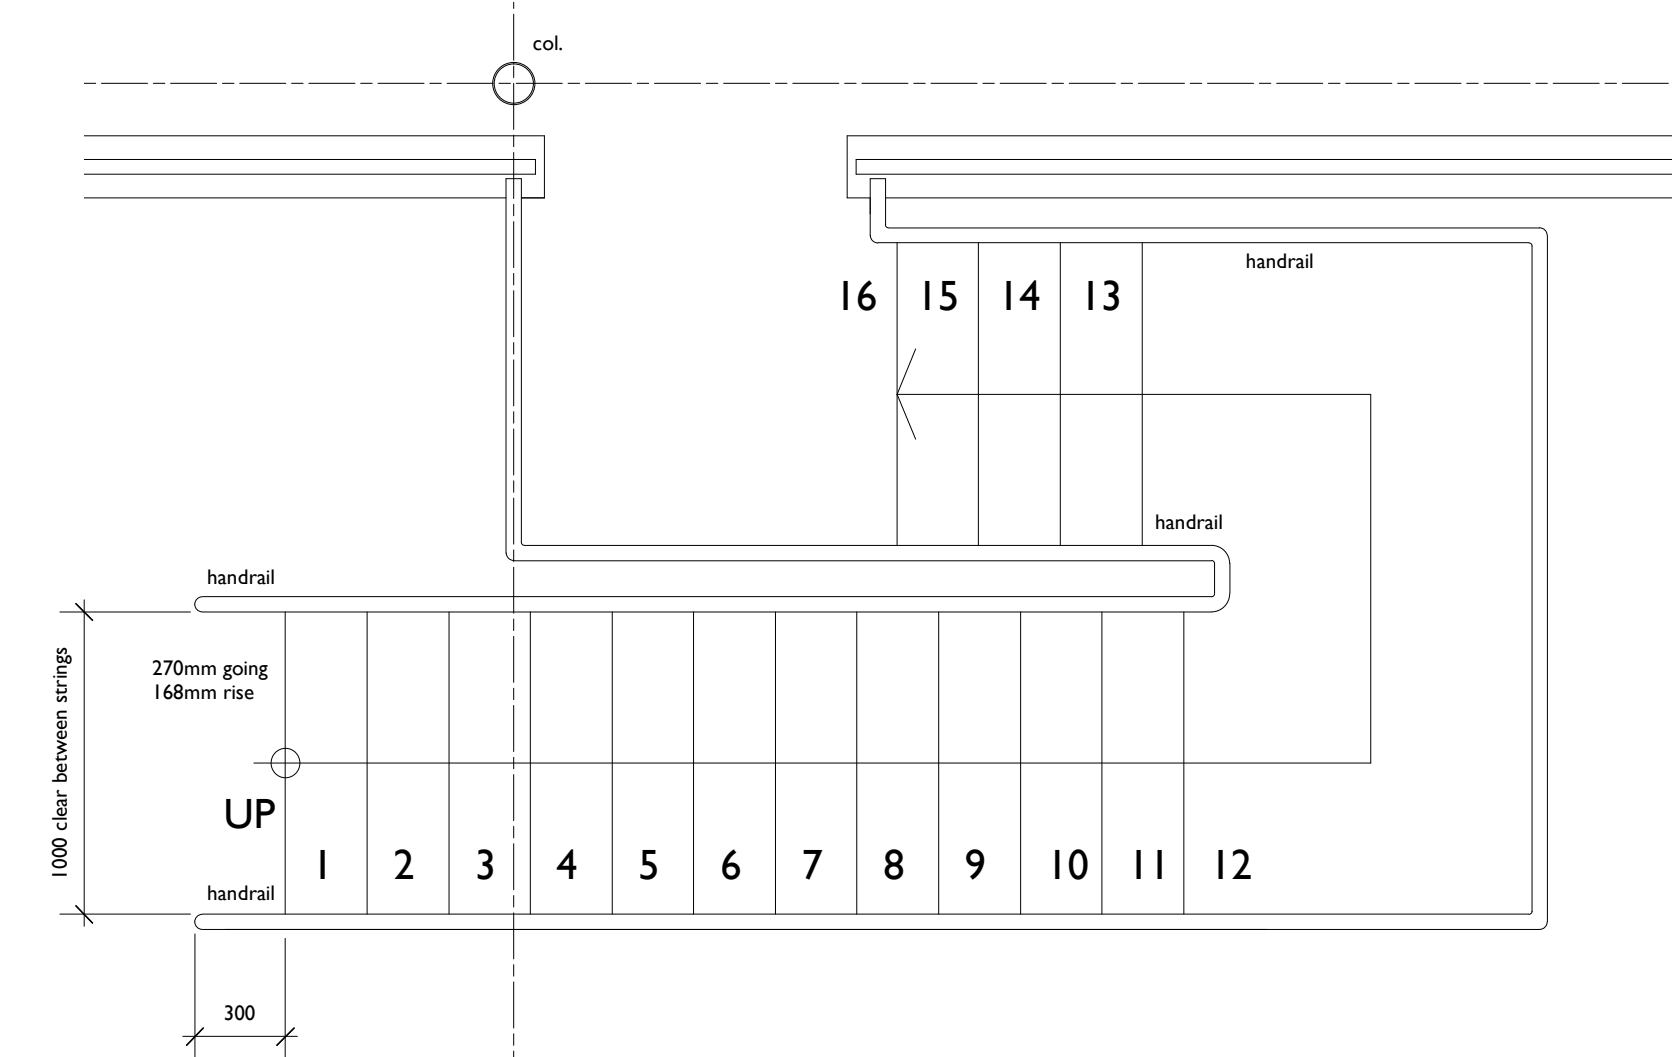 col.
handrail
16 15 14 13
handrail
handrail
270mm going
168mm rise
1000 clear between strings
UP
1 2 3 4 5 6 7 8 9 10 11 12
handrail
300